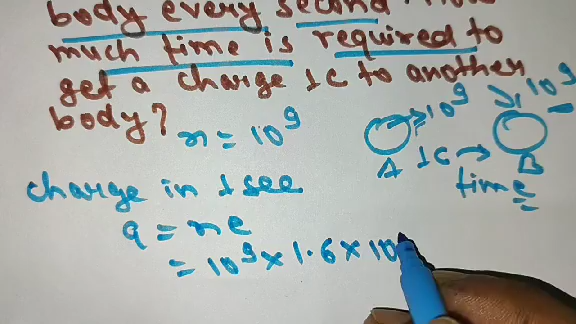 body every second. How
much time is required to
get a charge 1C to another
body?
n = 10⁹
10⁹
10⁹
A
1C →
B
time
charge in 1 sec
q = ne
= 10⁹ × 1.6 × 10